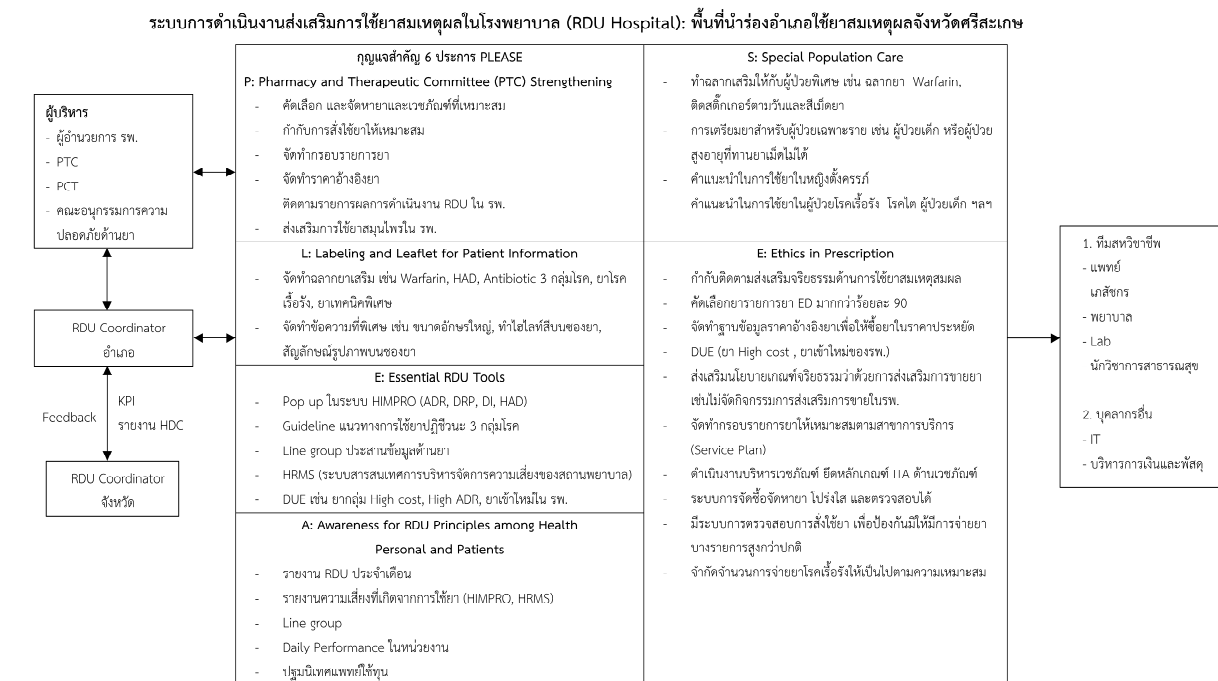 ระบบการดำเนินงานส่งเสริมการใช้ยาสมเหตุผลในโรงพยาบาล (RDU Hospital): พื้นที่นำร่องอำเภอใช้ยาสมเหตุผลจังหวัดศรีสะเกษ
ผู้บริหาร
- ผู้อำนวยการ รพ.
- PTC
- PCT
- คณะอนุกรรมการความ
ปลอดภัยด้านยา
RDU Coordinator
อำเภอ
Feedback
KPI
รายงาน HDC
RDU Coordinator
จังหวัด
กุญแจสำคัญ 6 ประการ PLEASE
P: Pharmacy and Therapeutic Committee (PTC) Strengthening
- คัดเลือก และจัดหายาและเวชภัณฑ์ที่เหมาะสม
- กำกับการสั่งใช้ยาให้เหมาะสม
- จัดทำกรอบรายการยา
- จัดทำราคาอ้างอิงยา
ติดตามรายการผลการดำเนินงาน RDU ใน รพ.
- ส่งเสริมการใช้ยาสมุนไพรใน รพ.
L: Labeling and Leaflet for Patient Information
- จัดทำฉลากยาเสริม เช่น Warfarin, HAD, Antibiotic 3 กลุ่มโรค, ยาโรค
เรื้อรัง, ยาเทคนิคพิเศษ
- จัดทำข้อความที่พิเศษ เช่น ขนาดอักษรใหญ่, ทำไฮไลท์สีบนซองยา,
สัญลักษณ์รูปภาพบนซองยา
E: Essential RDU Tools
- Pop up ในระบบ HIMPRO (ADR, DRP, DI, HAD)
- Guideline แนวทางการใช้ยาปฏิชีวนะ 3 กลุ่มโรค
- Line group ประสานข้อมูลด้านยา
- HRMS (ระบบสารสนเทศการบริหารจัดการความเสี่ยงของสถานพยาบาล)
- DUE เช่น ยากลุ่ม High cost, High ADR, ยาเข้าใหม่ใน รพ.
A: Awareness for RDU Principles among Health
Personal and Patients
- รายงาน RDU ประจำเดือน
- รายงานความเสี่ยงที่เกิดจากการใช้ยา (HIMPRO, HRMS)
- Line group
- Daily Performance ในหน่วยงาน
- ปฐมนิเทศแพทย์ใช้ทุน
S: Special Population Care
- ทำฉลากเสริมให้กับผู้ป่วยพิเศษ เช่น ฉลากยา Warfarin,
ติดสติ๊กเกอร์ตามวันและสีเม็ดยา
- การเตรียมยาสำหรับผู้ป่วยเฉพาะราย เช่น ผู้ป่วยเด็ก หรือผู้ป่วย
สูงอายุที่ทานยาเม็ดไม่ได้
- คำแนะนำในการใช้ยาในหญิงตั้งครรภ์
คำแนะนำในการใช้ยาในผู้ป่วยโรคเรื้อรัง โรคไต ผู้ป่วยเด็ก ฯลฯ
E: Ethics in Prescription
- กำกับติดตามส่งเสริมจริยธรรมด้านการใช้ยาสมเหตุสมผล
- คัดเลือกยารายการยา ED มากกว่าร้อยละ 90
- จัดทำฐานข้อมูลราคาอ้างอิงยาเพื่อให้ซื้อยาในราคาประหยัด
- DUE (ยา High cost , ยาเข้าใหม่ของรพ.)
- ส่งเสริมนโยบายเกณฑ์จริยธรรมว่าด้วยการส่งเสริมการขายยา
เช่นไม่จัดกิจกรรมการส่งเสริมการขายในรพ.
- จัดทำกรอบรายการยาให้เหมาะสมตามสาขาการบริการ
(Service Plan)
- ดำเนินงานบริหารเวชภัณฑ์ ยึดหลักเกณฑ์ ITA ด้านเวชภัณฑ์
- ระบบการจัดซื้อจัดหายา โปร่งใส และตรวจสอบได้
- มีระบบการตรวจสอบการสั่งใช้ยา เพื่อป้องกันมิให้มีการจ่ายยา
บางรายการสูงกว่าปกติ
- จำกัดจำนวนการจ่ายยาโรคเรื้อรังให้เป็นไปตามความเหมาะสม
1. ทีมสหวิชาชีพ
- แพทย์
เภสัชกร
- พยาบาล
- Lab
นักวิชาการสาธารณสุข
2. บุคลากรอื่น
- IT
- บริหารการเงินและพัสดุ